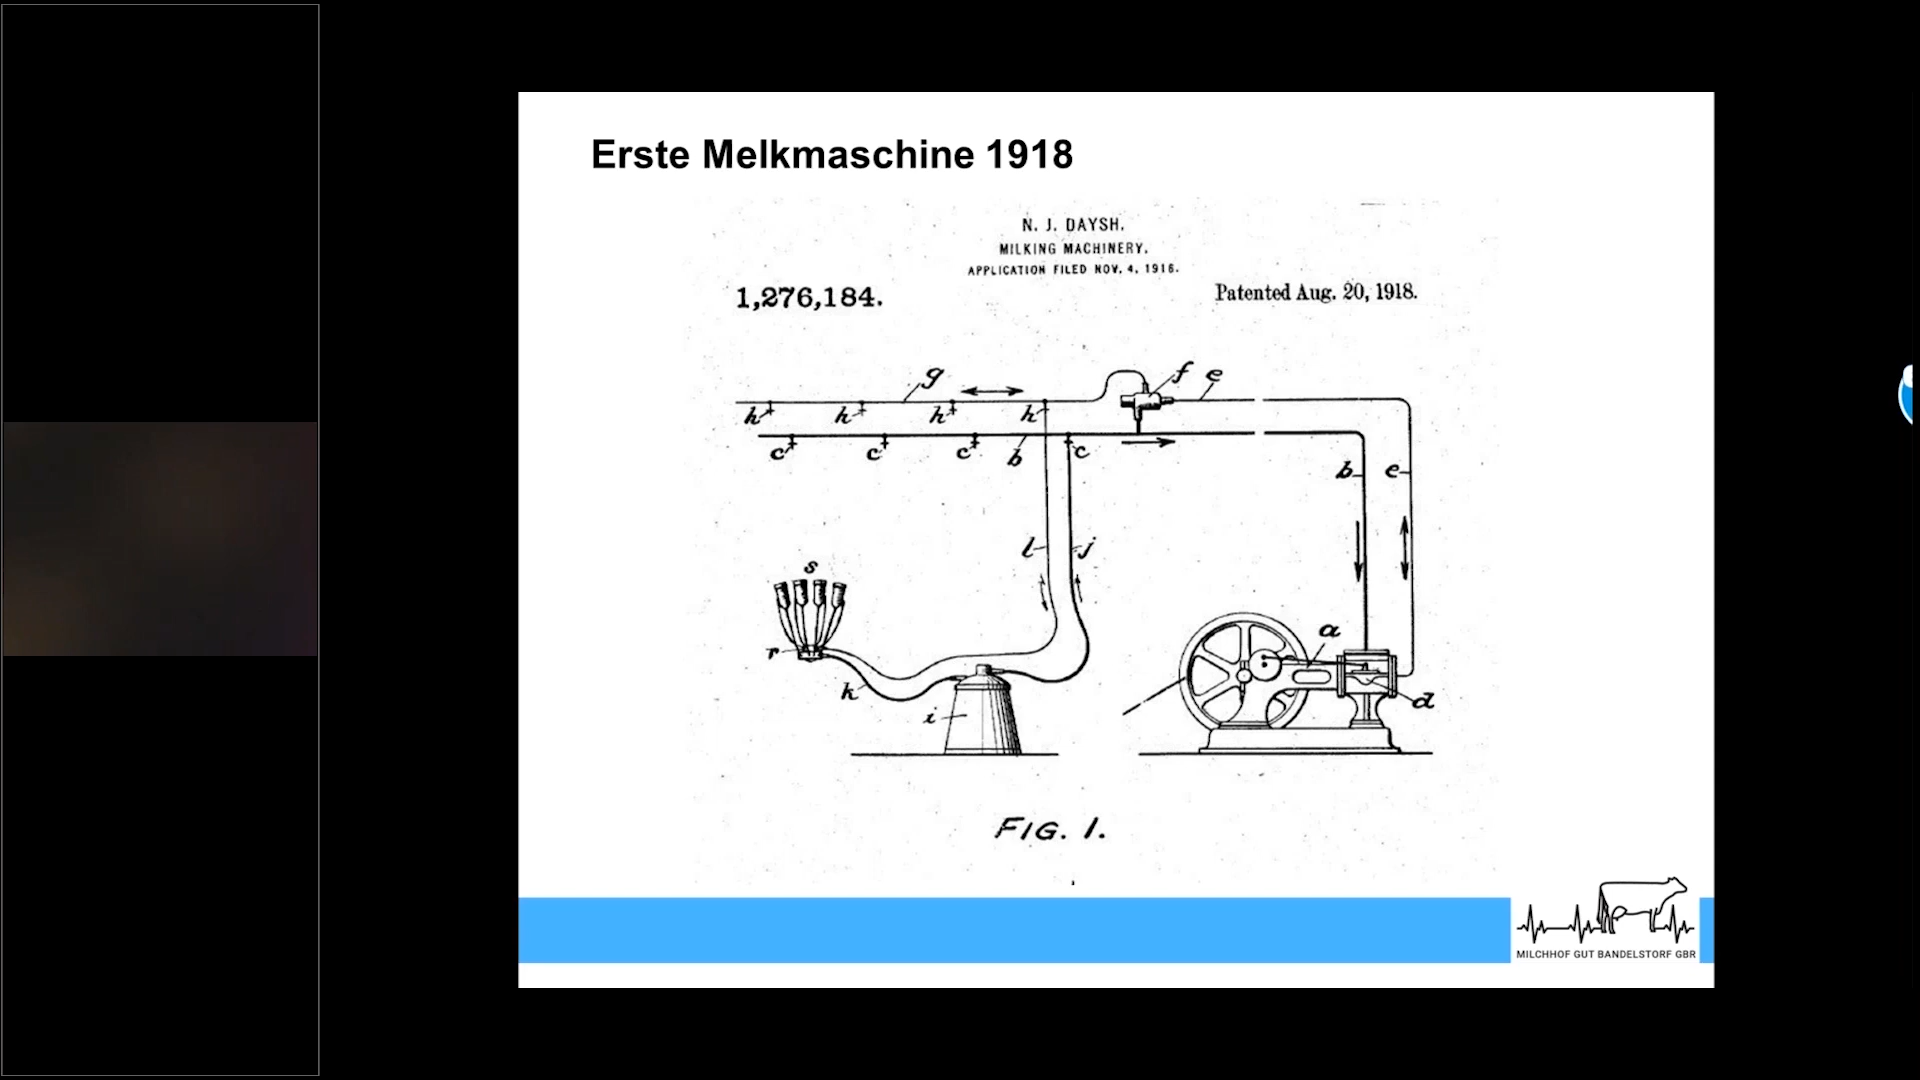 Erste Melkmaschine 1918
N. J. DAYSH.
MILKING MACHINERY.
APPLICATION FILED NOV. 4, 1916.
1,276,184.
Patented Aug. 20, 1918.
g
f e
h h h h
c c c b c
b e
l j
s
a
r
k
i
d
FIG. 1.
MILCHHOF GUT BANDELSTORF GBR